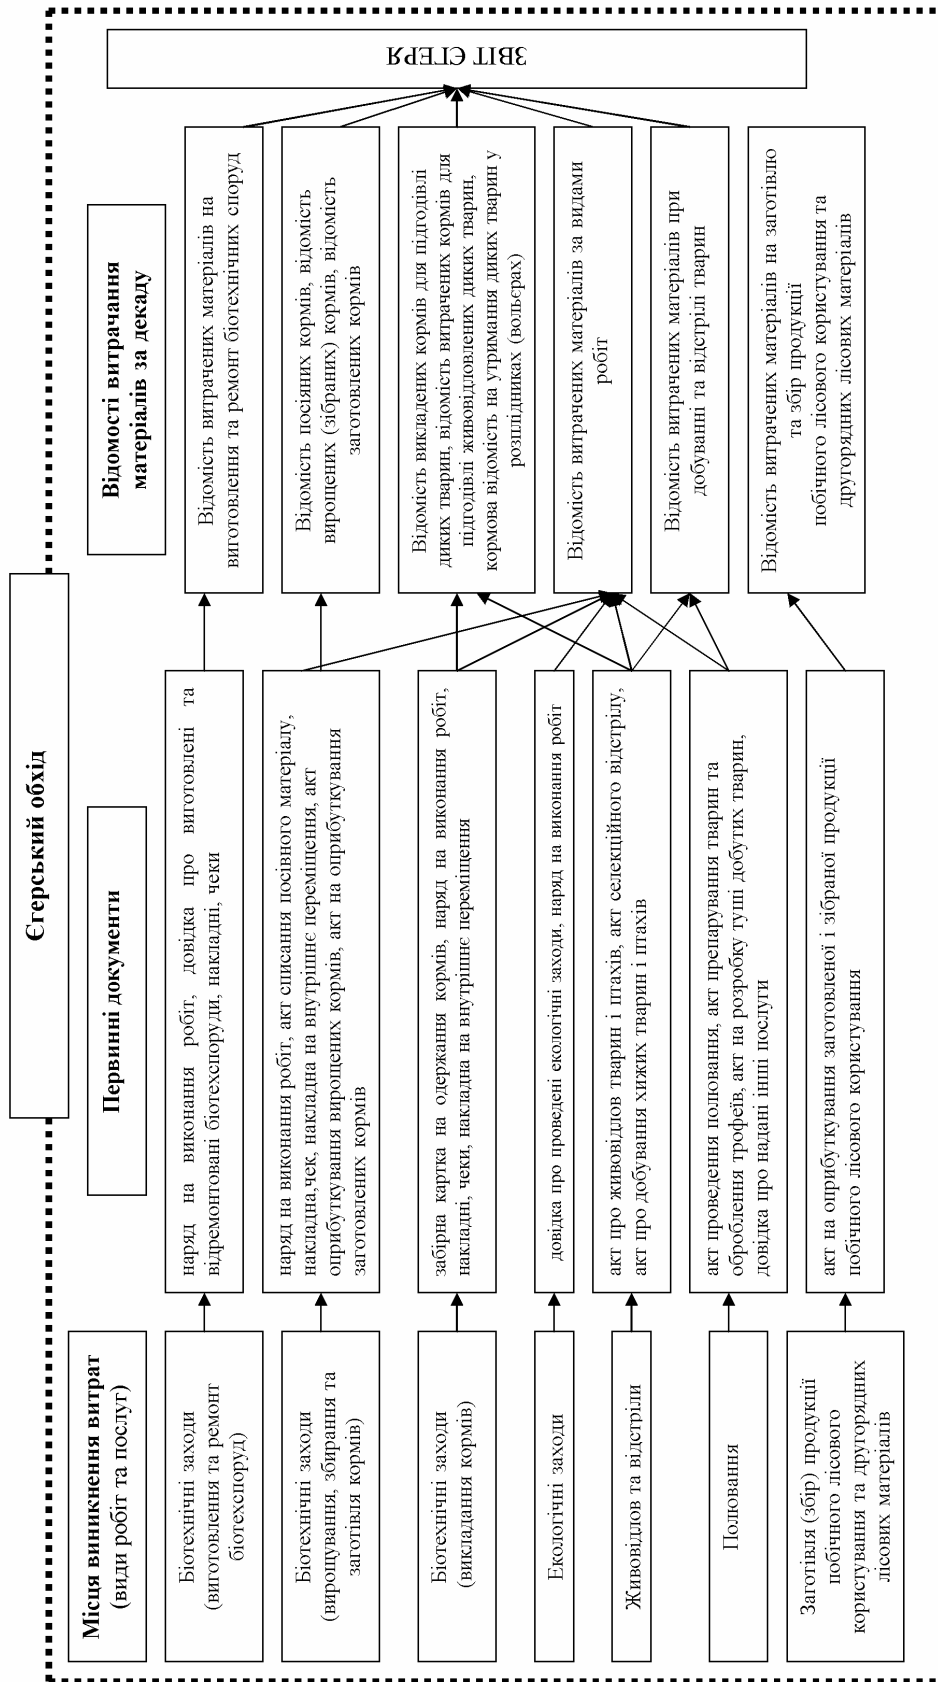 Єгерський обхід
Місця виникнення витрат
(види робіт та послуг)
Первинні документи
Відомості витрачання
матеріалів за декаду
Біотехнічні заходи
(виготовлення та ремонт
біотехспоруд)
наряд на виконання робіт, довідка про виготовлені та
відремонтовані біотехспоруди, накладні, чеки
Відомість витрачених матеріалів на
виготовлення та ремонт біотехнічних споруд
Біотехнічні заходи
(вирощування, збирання та
заготівля кормів)
наряд на виконання робіт, акт списання посівного матеріалу,
накладна,чек, накладна на внутрішнє переміщення, акт
оприбуткування вирощених кормів, акт на оприбуткування
заготовлених кормів
Відомість посіяних кормів, відомість
вирощених (зібраних) кормів, відомість
заготовлених кормів
Біотехнічні заходи
(викладання кормів)
забірна картка на одержання кормів, наряд на виконання робіт,
накладні, чеки, накладна на внутрішнє переміщення
Відомість викладених кормів для підгодівлі
диких тварин, відомість витрачених кормів для
підгодівлі живовідловлених диких тварин,
кормова відомість на утримання диких тварин у
розплідниках (вольєрах)
Екологічні заходи
довідка про проведені екологічні заходи, наряд на виконання робіт
Відомість витрачених матеріалів за видами
робіт
Живовідлов та відстріли
акт про живовідлов тварин і птахів, акт селекційного відстрілу,
акт про добування хижих тварин і птахів
Відомість витрачених матеріалів при
добуванні та відстрілі тварин
Полювання
акт проведення полювання, акт препарування тварин та
оброблення трофеїв, акт на розробку туші добутих тварин,
довідка про надані інші послуги
Заготівля (збір) продукції
побічного лісового
користування та другорядних
лісових матеріалів
акт на оприбуткування заготовленої і зібраної продукції
побічного лісового користування
Відомість витрачених матеріалів на заготівлю
та збір продукції
побічного лісового користування та
другорядних лісових матеріалів
ЗВІТ ЄГЕРЯ